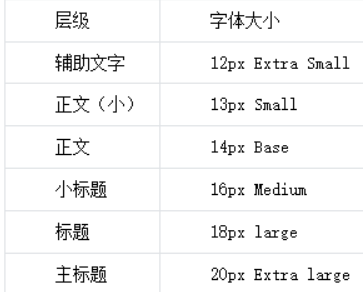 层级 字体大小
辅助文字 12px Extra Small
正文（小） 13px Small
正文 14px Base
小标题 16px Medium
标题 18px large
主标题 20px Extra large